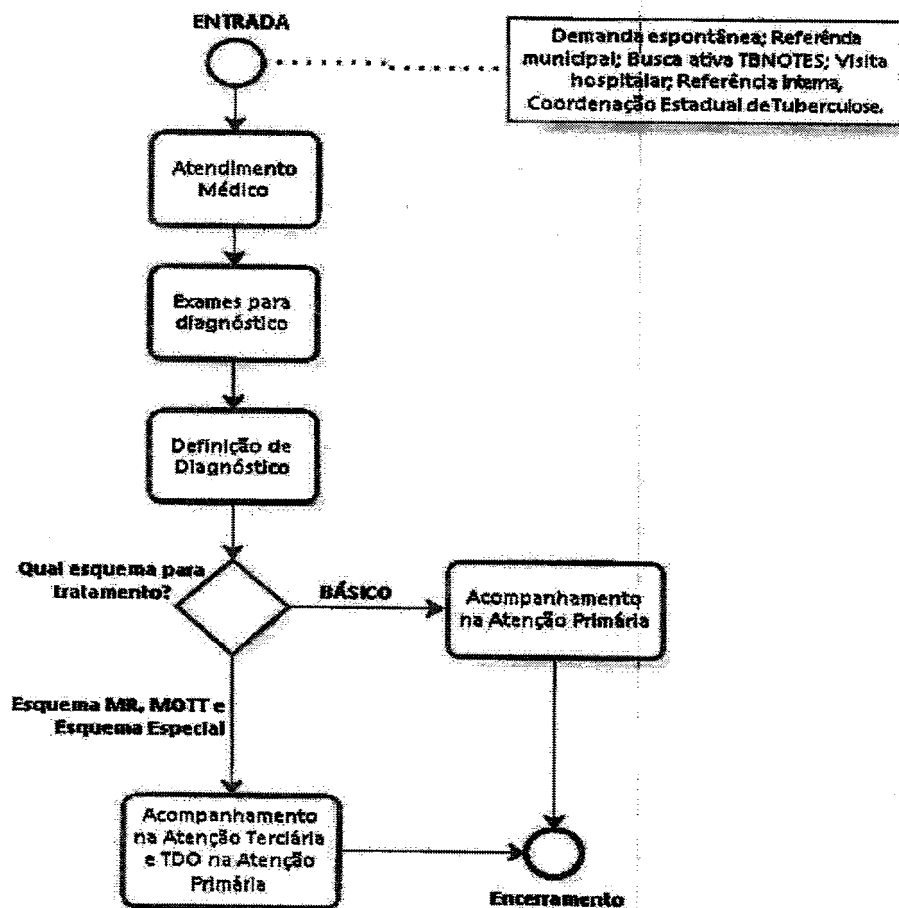 ENTRADA
Demanda espontânea; Referênda
municipal; Busca ativa TBNOTES; Visita
hospitalar; Referência Interna,
Coordenação Estadual de Tuberculose.
Atendimento
Médico
Exames para
diagnóstico
Definição de
Diagnóstico
Qual esquema para
tratamento?
BÁSICO
Acompanhamento
na Atenção Primária
Esquema MR, MOTT e
Esquema Especial
Acompanhamento
na Atenção Terciária
e TDO na Atenção
Primária
Encerramento